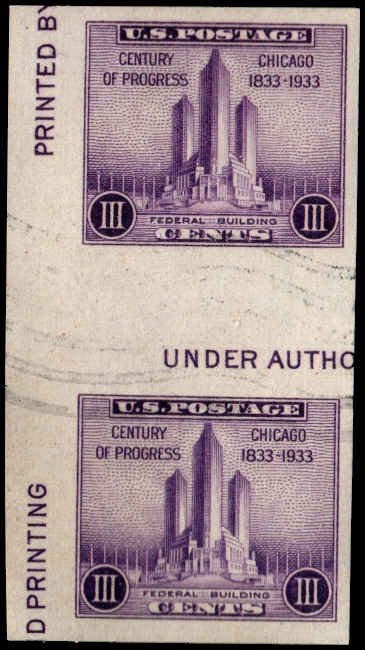 PRINTED BY
U.S. POSTAGE
CENTURY OF PROGRESS
CHICAGO 1833-1933
III
III
FEDERAL BUILDING
CENTS
UNDER AUTHO
U.S. POSTAGE
CENTURY OF PROGRESS
CHICAGO 1833-1933
III
III
FEDERAL BUILDING
CENTS
D PRINTING